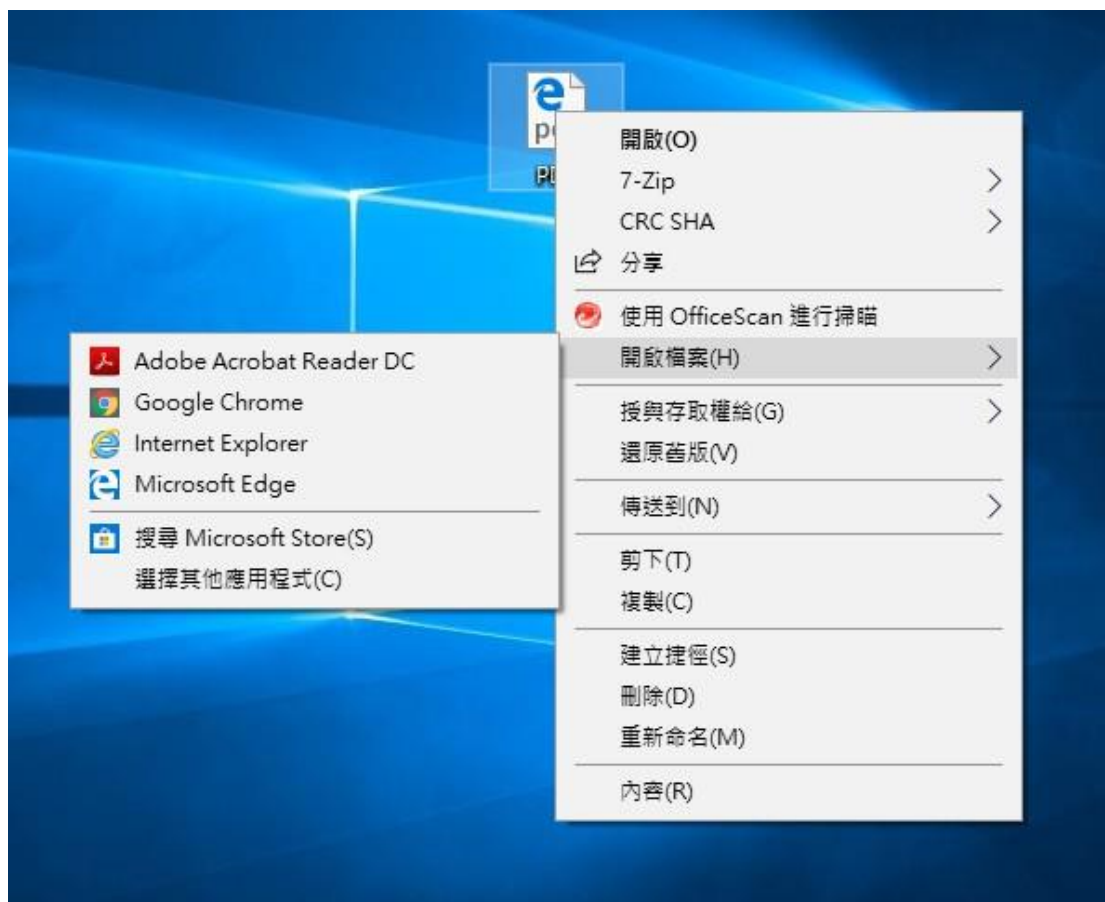 開啟(O)
7-Zip
CRC SHA
分享
使用 OfficeScan 進行掃瞄
開啟檔案(H)
授與存取權給(G)
還原舊版(V)
傳送到(N)
剪下(T)
複製(C)
建立捷徑(S)
刪除(D)
重新命名(M)
內容(R)
Adobe Acrobat Reader DC
Google Chrome
Internet Explorer
Microsoft Edge
搜尋 Microsoft Store(S)
選擇其他應用程式(C)